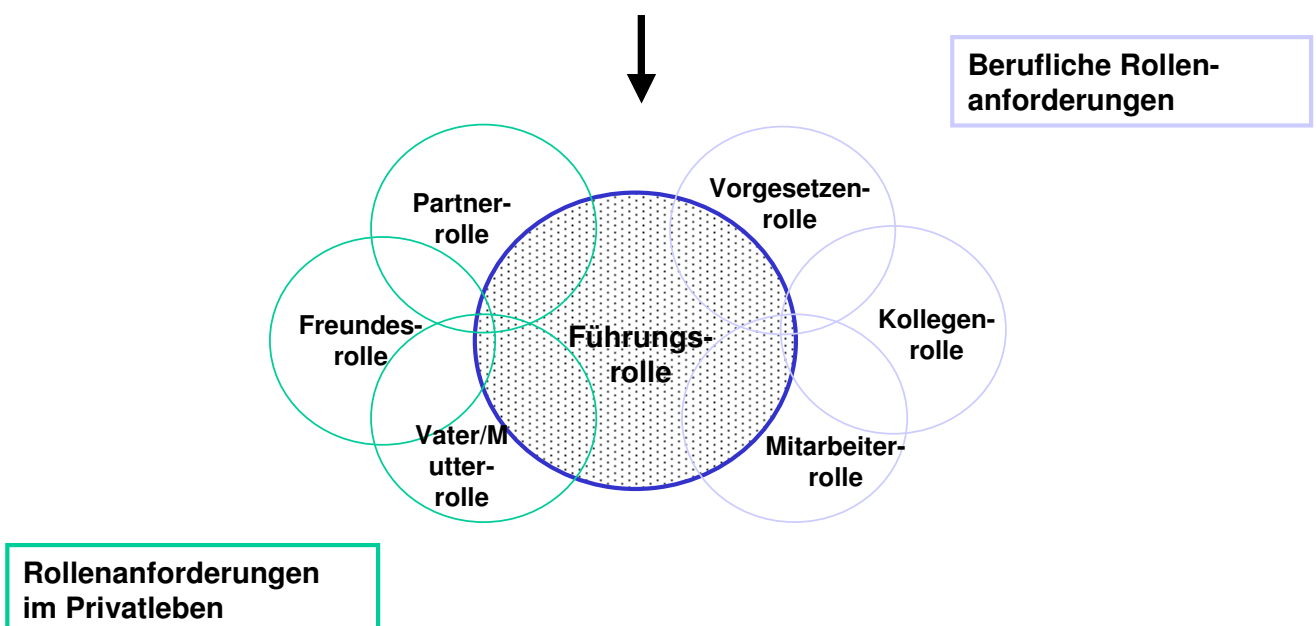 Berufliche Rollen-
anforderungen
Partner-
rolle
Vorgesetzen-
rolle
Freundes-
rolle
Führungs-
rolle
Kollegen-
rolle
Vater/M
utter-
rolle
Mitarbeiter-
rolle
Rollenanforderungen
im Privatleben